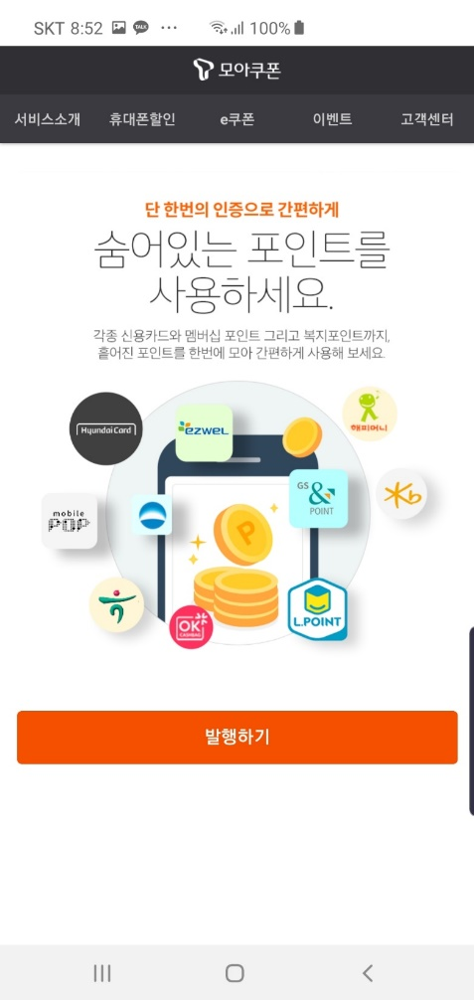 SKT 8:52 TALK ··· 100%
모아쿠폰
서비스소개 휴대폰할인 e쿠폰 이벤트 고객센터
단 한번의 인증으로 간편하게
숨어있는 포인트를
사용하세요.
각종 신용카드와 멤버십 포인트 그리고 복지포인트까지,
흩어진 포인트를 한번에 모아 간편하게 사용해 보세요.
HyundaiCard
ezwel
해피머니
GS & POINT
Kb
mobile
POP
P
OK
CASHBAG
L.POINT
발행하기